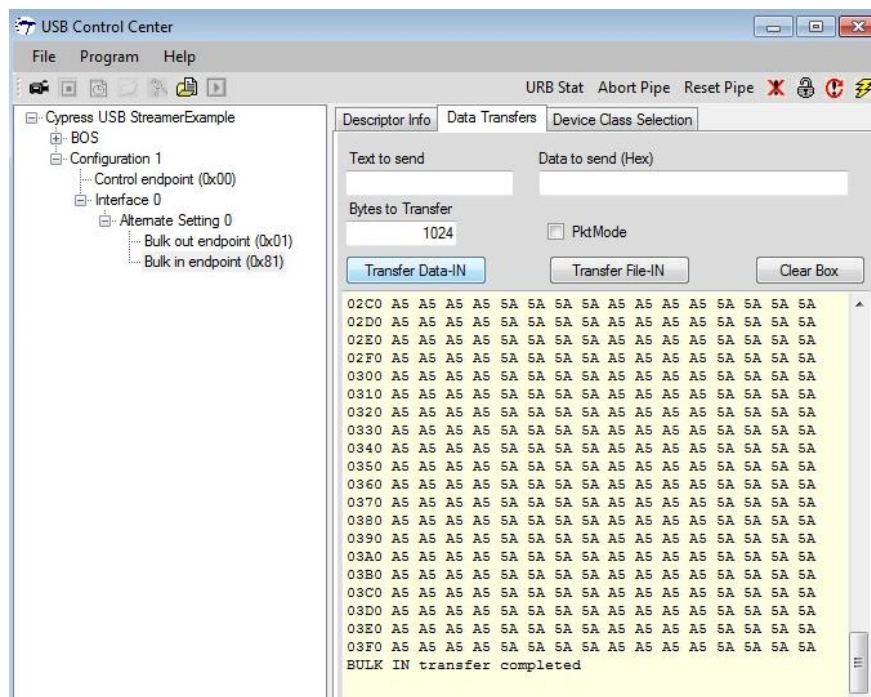 USB Control Center
File Program Help
URB Stat Abort Pipe Reset Pipe
Cypress USB StreamerExample
BOS
Configuration 1
Control endpoint (0x00)
Interface 0
Alternate Setting 0
Bulk out endpoint (0x01)
Bulk in endpoint (0x81)
Descriptor Info Data Transfers Device Class Selection
Text to send Data to send (Hex)
Bytes to Transfer
1024 PktMode
Transfer Data-IN Transfer File-IN Clear Box
02C0 A5 A5 A5 A5 5A 5A 5A 5A A5 A5 A5 A5 5A 5A 5A 5A
02D0 A5 A5 A5 A5 5A 5A 5A 5A A5 A5 A5 A5 5A 5A 5A 5A
02E0 A5 A5 A5 A5 5A 5A 5A 5A A5 A5 A5 A5 5A 5A 5A 5A
02F0 A5 A5 A5 A5 5A 5A 5A 5A A5 A5 A5 A5 5A 5A 5A 5A
0300 A5 A5 A5 A5 5A 5A 5A 5A A5 A5 A5 A5 5A 5A 5A 5A
0310 A5 A5 A5 A5 5A 5A 5A 5A A5 A5 A5 A5 5A 5A 5A 5A
0320 A5 A5 A5 A5 5A 5A 5A 5A A5 A5 A5 A5 5A 5A 5A 5A
0330 A5 A5 A5 A5 5A 5A 5A 5A A5 A5 A5 A5 5A 5A 5A 5A
0340 A5 A5 A5 A5 5A 5A 5A 5A A5 A5 A5 A5 5A 5A 5A 5A
0350 A5 A5 A5 A5 5A 5A 5A 5A A5 A5 A5 A5 5A 5A 5A 5A
0360 A5 A5 A5 A5 5A 5A 5A 5A A5 A5 A5 A5 5A 5A 5A 5A
0370 A5 A5 A5 A5 5A 5A 5A 5A A5 A5 A5 A5 5A 5A 5A 5A
0380 A5 A5 A5 A5 5A 5A 5A 5A A5 A5 A5 A5 5A 5A 5A 5A
0390 A5 A5 A5 A5 5A 5A 5A 5A A5 A5 A5 A5 5A 5A 5A 5A
03A0 A5 A5 A5 A5 5A 5A 5A 5A A5 A5 A5 A5 5A 5A 5A 5A
03B0 A5 A5 A5 A5 5A 5A 5A 5A A5 A5 A5 A5 5A 5A 5A 5A
03C0 A5 A5 A5 A5 5A 5A 5A 5A A5 A5 A5 A5 5A 5A 5A 5A
03D0 A5 A5 A5 A5 5A 5A 5A 5A A5 A5 A5 A5 5A 5A 5A 5A
03E0 A5 A5 A5 A5 5A 5A 5A 5A A5 A5 A5 A5 5A 5A 5A 5A
03F0 A5 A5 A5 A5 5A 5A 5A 5A A5 A5 A5 A5 5A 5A 5A 5A
BULK IN transfer completed